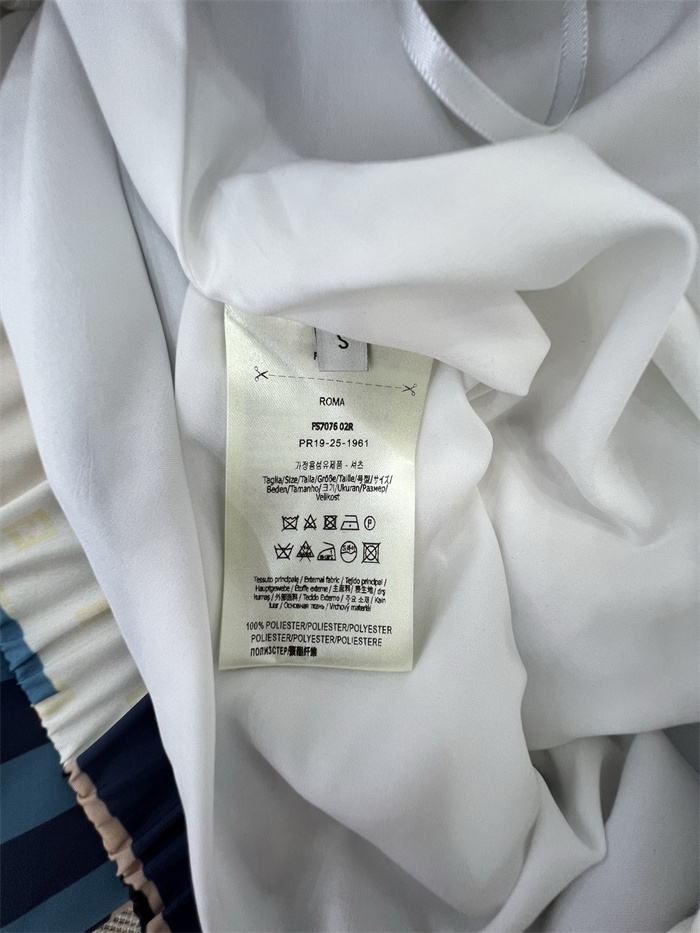 S
ROMA
FS7076 02R
PR19-25-1961
가정용섬유제품 - 셔츠
Taglia/Size/Talla/Größe/Taille/号型/サイズ/
Beden/Tamanho/크기/Ukuran/Размер/
Velikost
P
Tessuto principale / External fabric / Tejido principal /
Hauptgewebe / Étoffe externe / 主面料 / 表生地 / dış
kumaş / 外部面料 / Tecido Externo / 주요 소재 / Kain
luar / Основная ткань / Vrchový materiál
100% POLIESTER/POLIESTER/POLYESTER
POLIESTER/POLYESTER/POLIESTERE
ПОЛИЭСТЕР/聚酯纤维